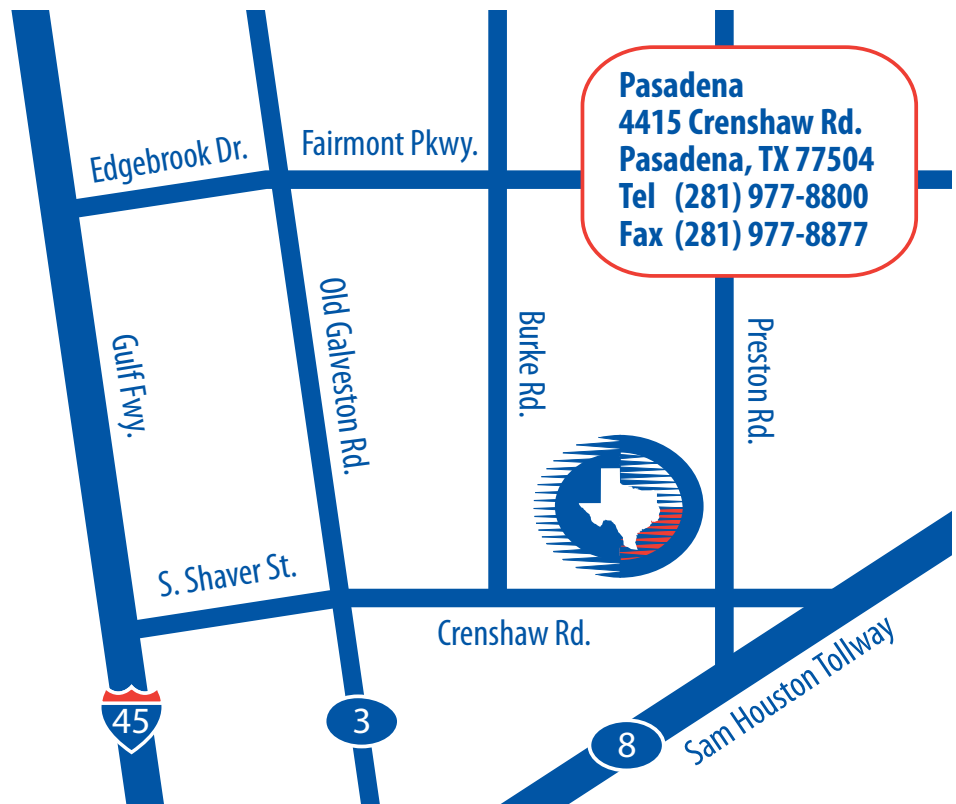 Pasadena
4415 Crenshaw Rd.
Pasadena, TX 77504
Tel (281) 977-8800
Fax (281) 977-8877
Edgebrook Dr.
Fairmont Pkwy.
Gulf Fwy.
Old Galveston Rd.
Burke Rd.
Preston Rd.
S. Shaver St.
Crenshaw Rd.
Sam Houston Tollway
45
3
8